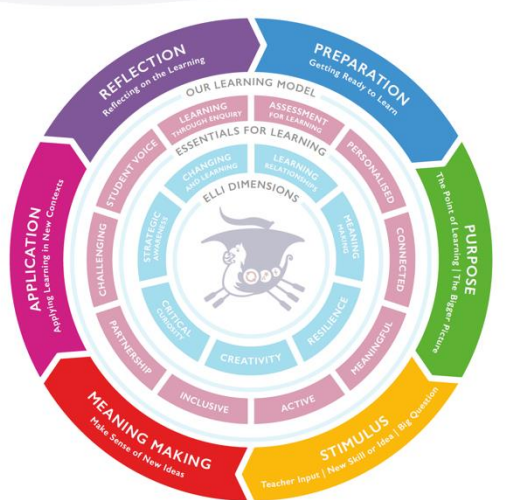 PREPARATION
Getting Ready to Learn
PURPOSE
The Point of Learning | The Bigger Picture
STIMULUS
Teacher Input | New Skill or Idea | Big Question
MEANING MAKING
Make Sense of New Ideas
APPLICATION
Applying Learning in New Contexts
REFLECTION
Reflecting on the Learning
OUR LEARNING MODEL
ASSESSMENT
FOR LEARNING
PERSONALISED
CONNECTED
MEANINGFUL
ACTIVE
INCLUSIVE
PARTNERSHIP
CHALLENGING
STUDENT VOICE
LEARNING
THROUGH ENQUIRY
ESSENTIALS FOR LEARNING
LEARNING
RELATIONSHIPS
MEANING
MAKING
RESILIENCE
CREATIVITY
CRITICAL
CURIOSITY
STRATEGIC
AWARENESS
CHANGING
AND LEARNING
ELLI DIMENSIONS